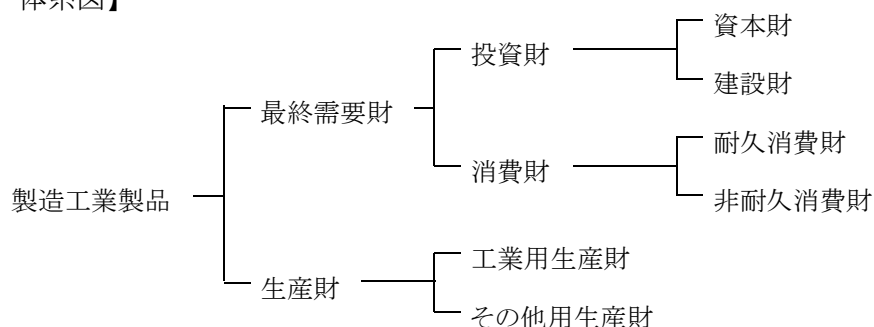 体系図】
資本財
投資財
建設財
最終需要財
耐久消費財
消費財
製造工業製品
非耐久消費財
工業用生産財
生産財
その他用生産財